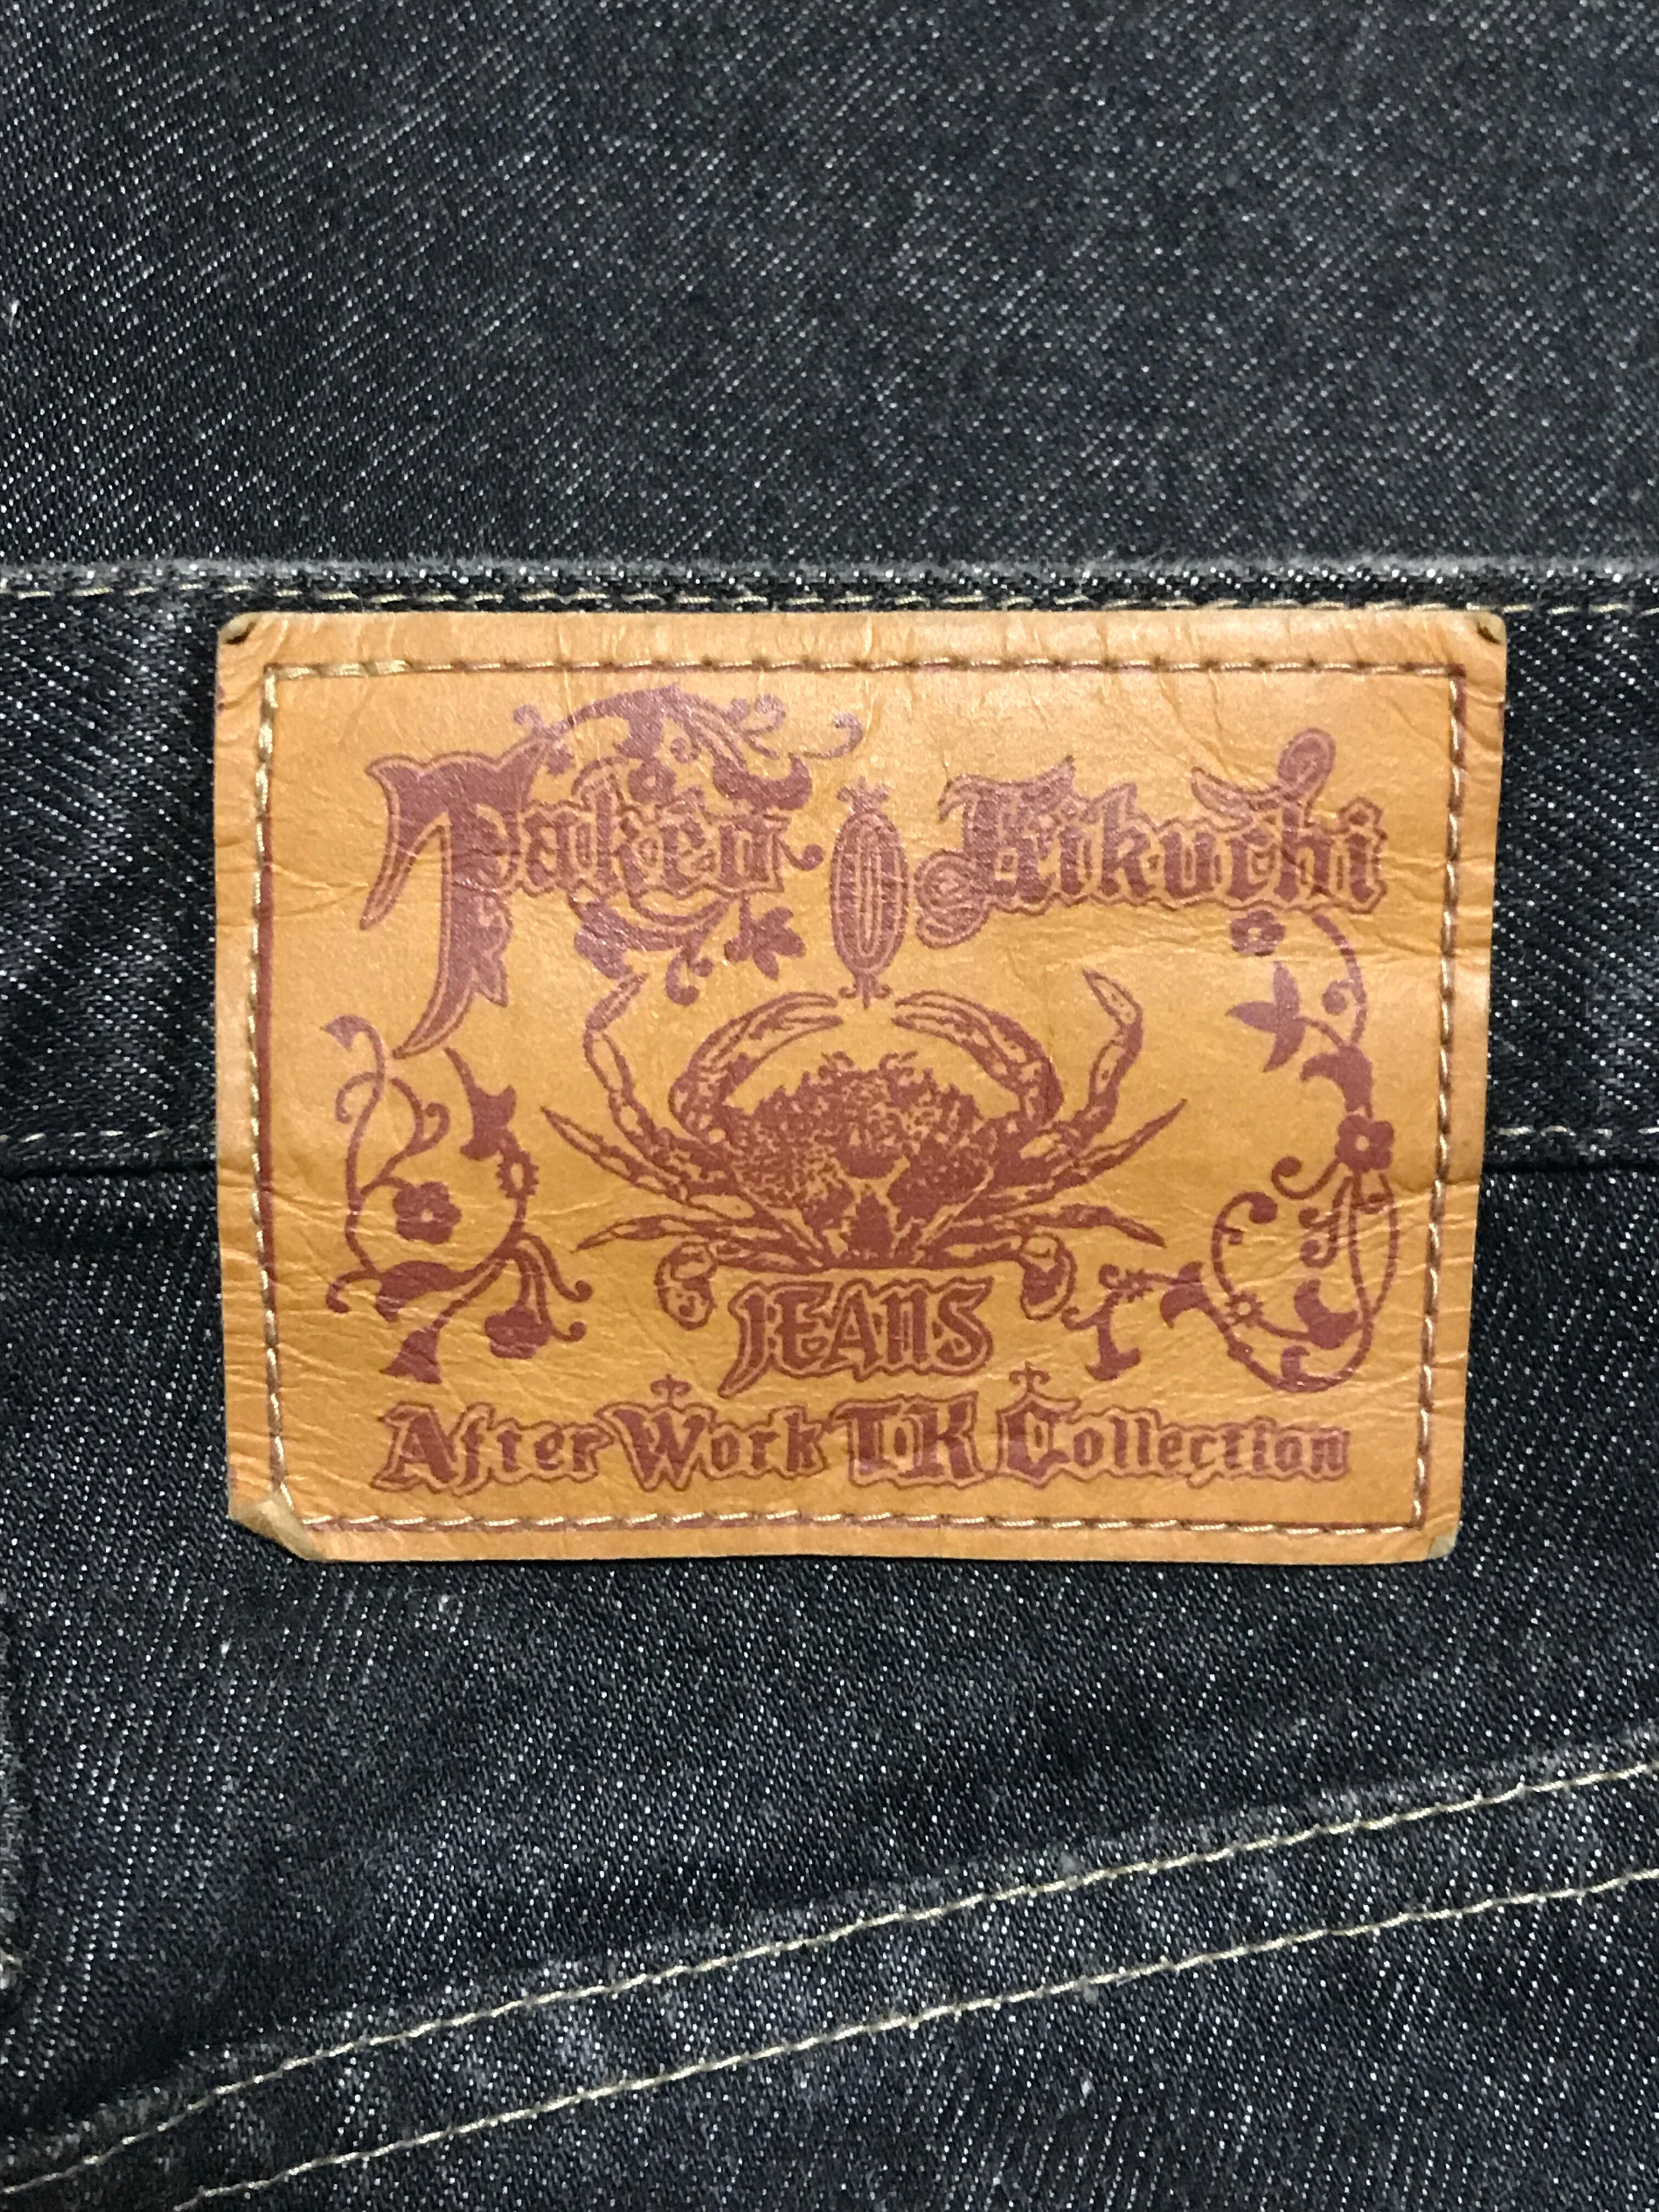 Takeo Kikuchi
JEANS
After Work TK Collection